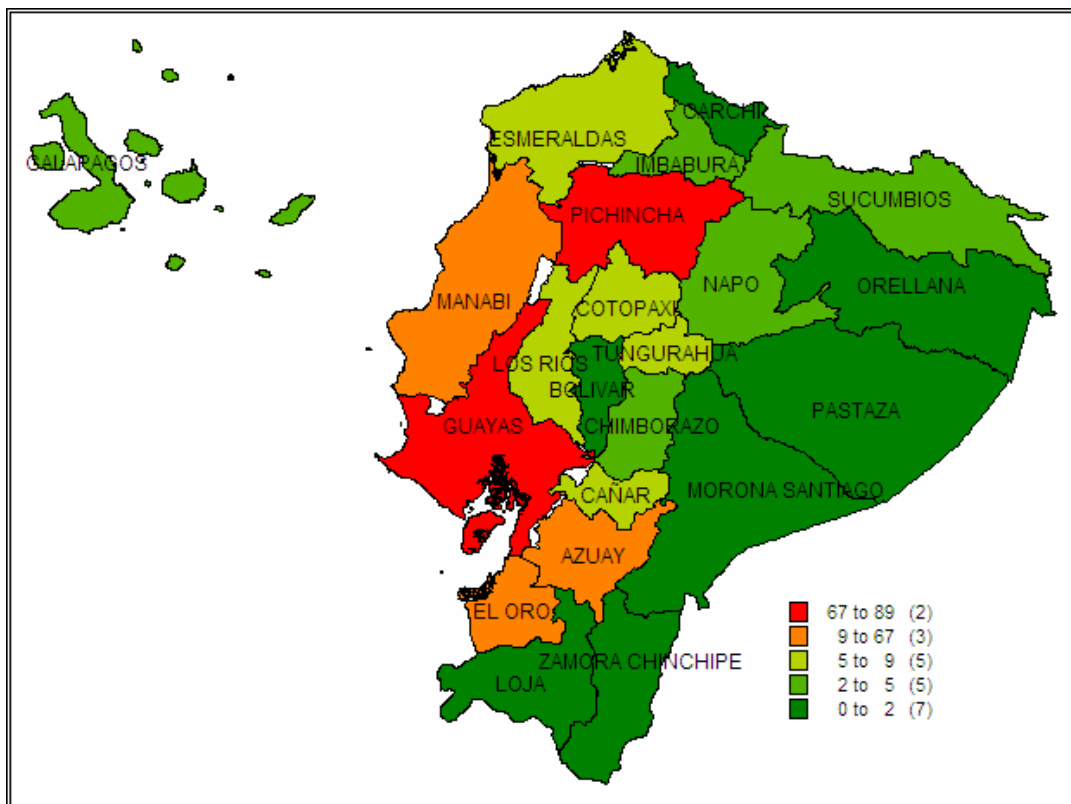 CARCHI
ESMERALDAS
GALAPAGOS
IMBABURA
SUCUMBIOS
PICHINCHA
NAPO
ORELLANA
MANABI
COTOPAXI
TUNGURAHUA
LOS RIOS
BOLIVAR
PASTAZA
GUAYAS
CHIMBORAZO
MORONA SANTIAGO
CAÑAR
AZUAY
EL ORO
ZAMORA CHINCHIPE
LOJA
67 to 89 (2)
9 to 67 (3)
5 to 9 (5)
2 to 5 (5)
0 to 2 (7)